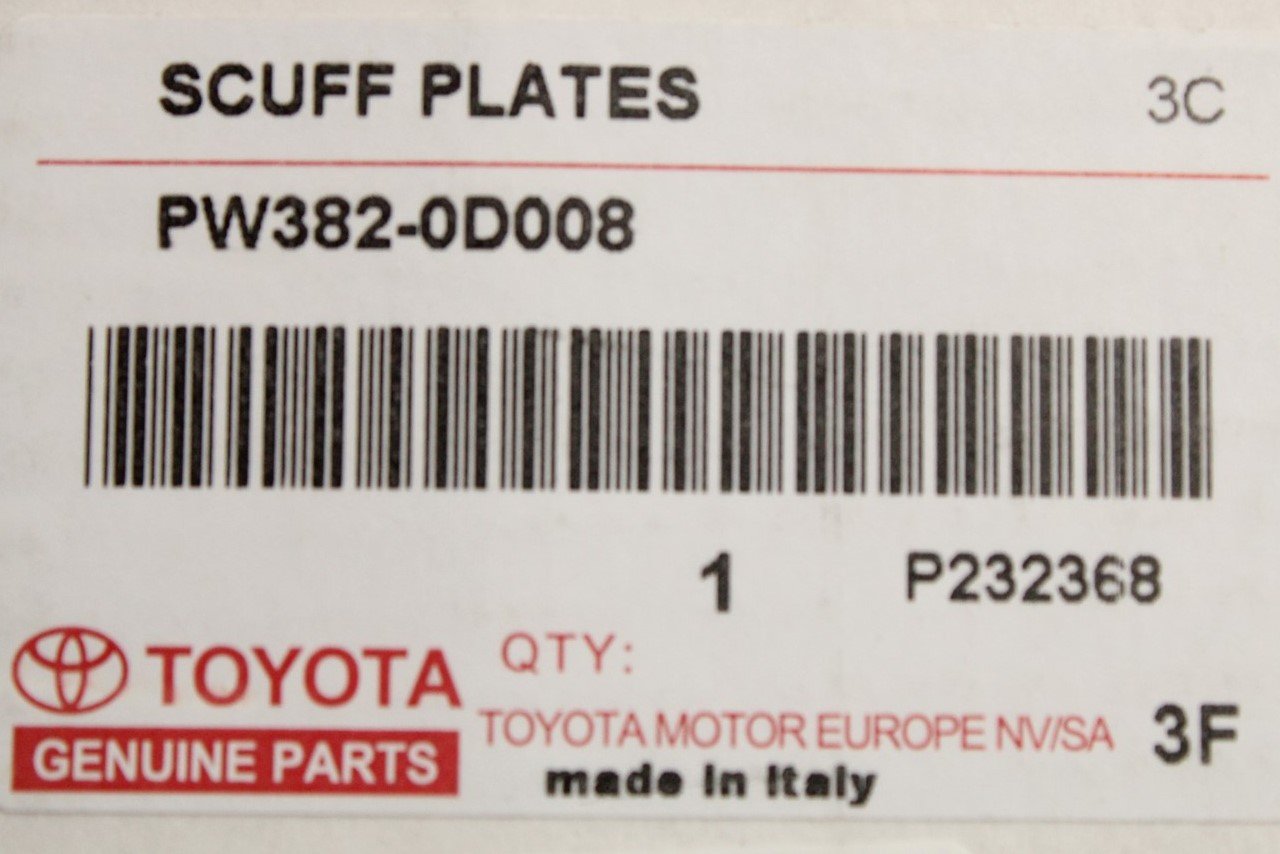 SCUFF PLATES 3C
PW382-0D008
1 P232368
TOYOTA QTY:
GENUINE PARTS TOYOTA MOTOR EUROPE NV/SA 3F
made in Italy